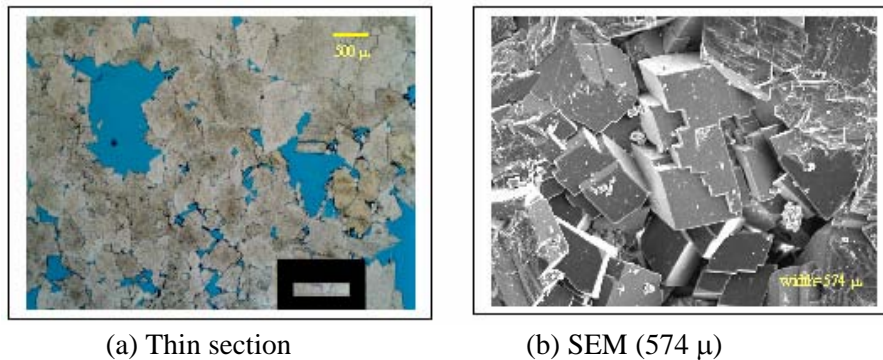 500 µ
width=574 µ
(a) Thin section
(b) SEM (574 µ)